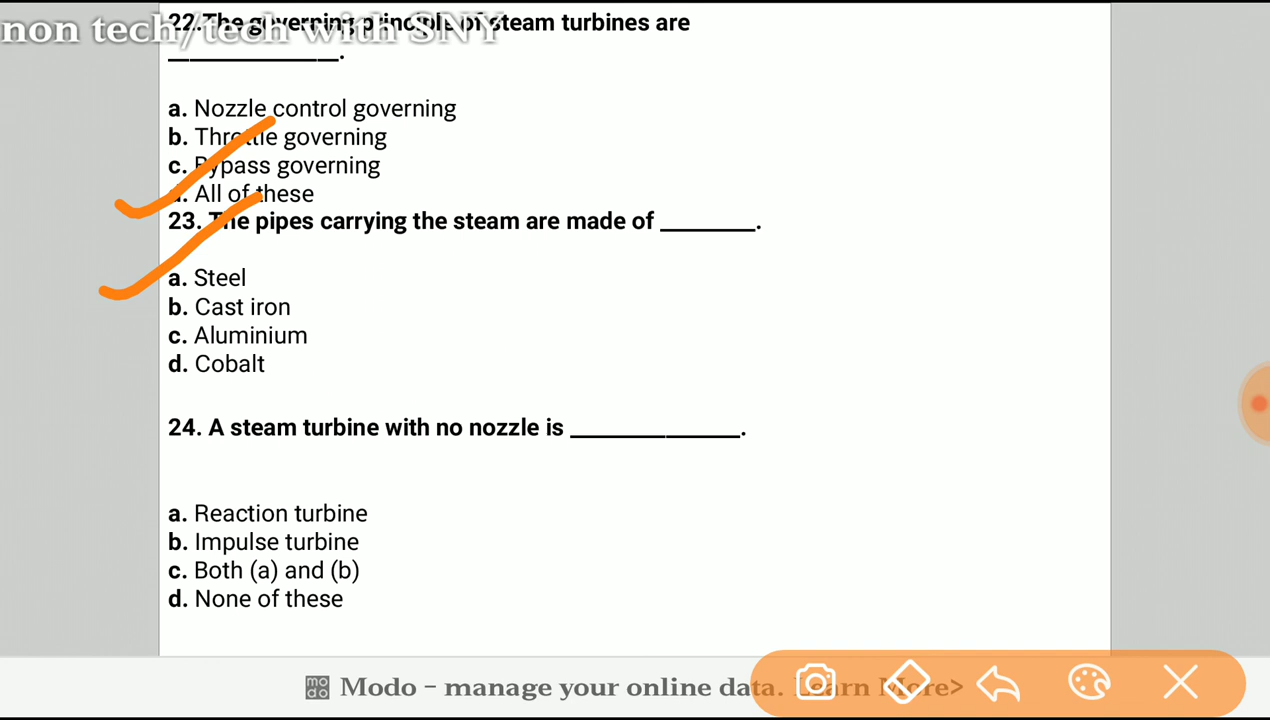 non tech/tech with SNY
22.The governing principle of steam turbines are
______________.
a. Nozzle control governing
b. Throttle governing
c. Bypass governing
d. All of these
23. The pipes carrying the steam are made of ________.
a. Steel
b. Cast iron
c. Aluminium
d. Cobalt
24. A steam turbine with no nozzle is ______________.
a. Reaction turbine
b. Impulse turbine
c. Both (a) and (b)
d. None of these
modo Modo - manage your online data. Learn More>